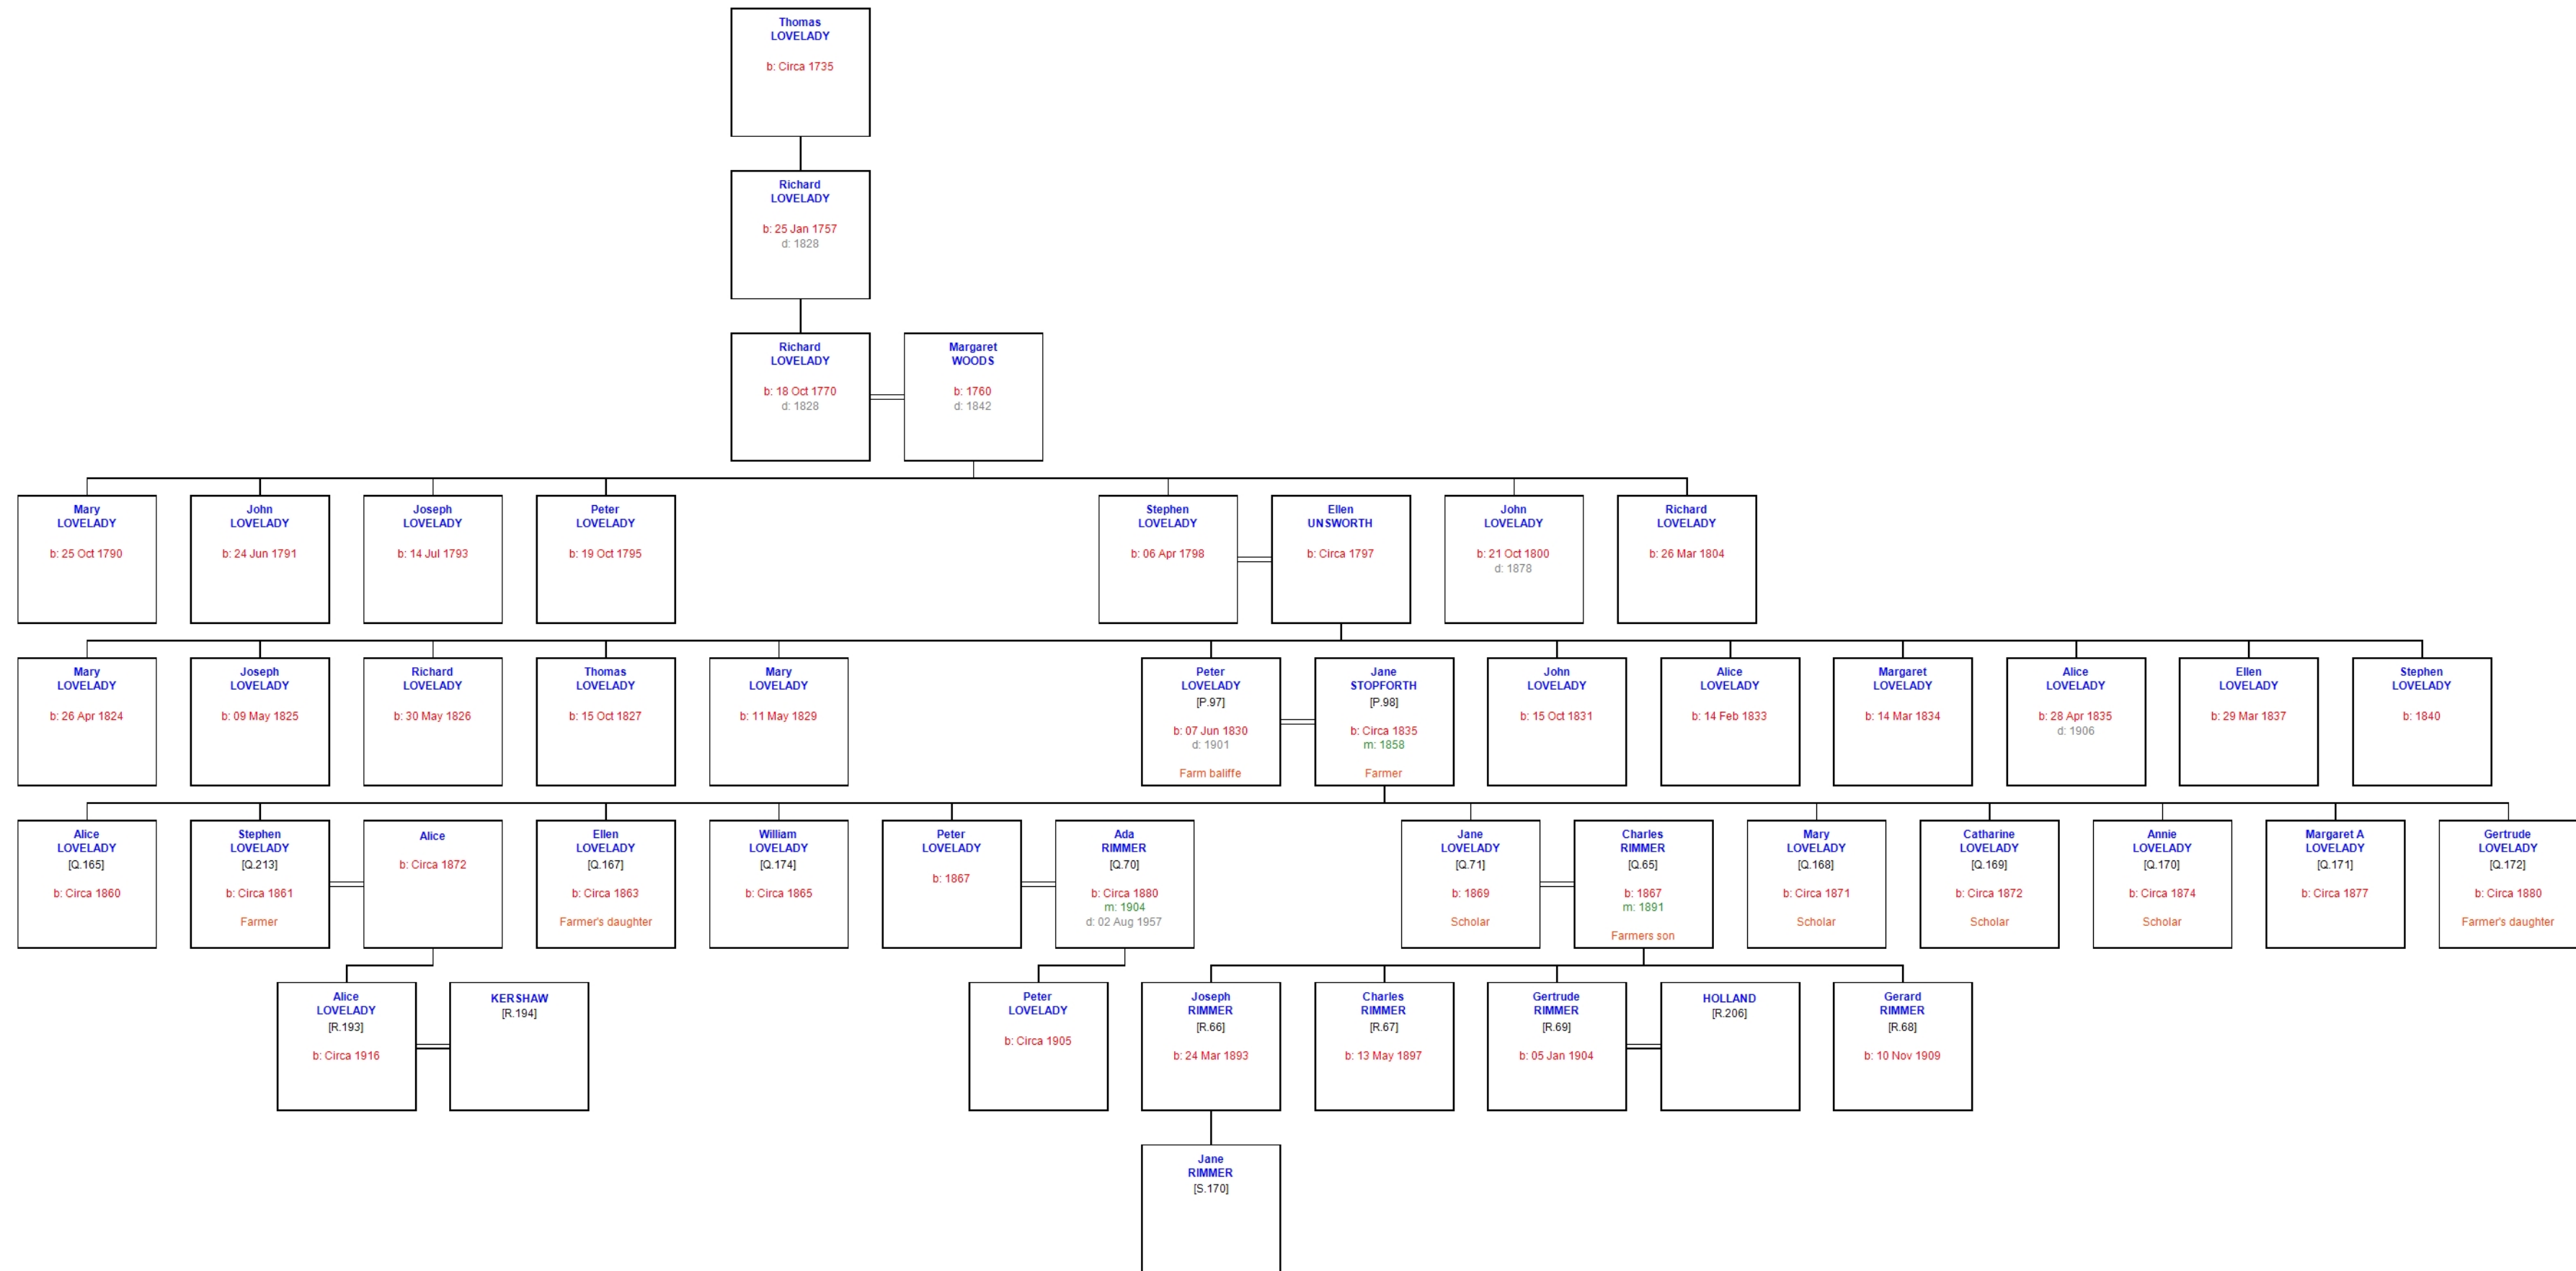 Thomas
LOVELADY
b: Circa 1735
Richard
LOVELADY
b: 25 Jan 1757
d: 1828
Richard
LOVELADY
b: 18 Oct 1770
d: 1828
Margaret
WOODS
b: 1760
d: 1842
Mary
LOVELADY
b: 25 Oct 1790
John
LOVELADY
b: 24 Jun 1791
Joseph
LOVELADY
b: 14 Jul 1793
Peter
LOVELADY
b: 19 Oct 1795
Stephen
LOVELADY
b: 06 Apr 1798
Ellen
UNSWORTH
b: Circa 1797
John
LOVELADY
b: 21 Oct 1800
d: 1878
Richard
LOVELADY
b: 26 Mar 1804
Mary
LOVELADY
b: 26 Apr 1824
Joseph
LOVELADY
b: 09 May 1825
Richard
LOVELADY
b: 30 May 1826
Thomas
LOVELADY
b: 15 Oct 1827
Mary
LOVELADY
b: 11 May 1829
Peter
LOVELADY
[P.97]
b: 07 Jun 1830
d: 1901
Farm baliffe
Jane
STOPFORTH
[P.98]
b: Circa 1835
m: 1858
Farmer
John
LOVELADY
b: 15 Oct 1831
Alice
LOVELADY
b: 14 Feb 1833
Margaret
LOVELADY
b: 14 Mar 1834
Alice
LOVELADY
b: 28 Apr 1835
d: 1906
Ellen
LOVELADY
b: 29 Mar 1837
Stephen
LOVELADY
b: 1840
Alice
LOVELADY
[Q.165]
b: Circa 1860
Stephen
LOVELADY
[Q.213]
b: Circa 1861
Farmer
Alice
b: Circa 1872
Ellen
LOVELADY
[Q.167]
b: Circa 1863
Farmer's daughter
William
LOVELADY
[Q.174]
b: Circa 1865
Peter
LOVELADY
b: 1867
Ada
RIMMER
[Q.70]
b: Circa 1880
m: 1904
d: 02 Aug 1957
Jane
LOVELADY
[Q.71]
b: 1869
Scholar
Charles
RIMMER
[Q.65]
b: 1867
m: 1891
Farmers son
Mary
LOVELADY
[Q.168]
b: Circa 1871
Scholar
Catharine
LOVELADY
[Q.169]
b: Circa 1872
Scholar
Annie
LOVELADY
[Q.170]
b: Circa 1874
Scholar
Margaret A
LOVELADY
[Q.171]
b: Circa 1877
Gertrude
LOVELADY
[Q.172]
b: Circa 1880
Farmer's daughter
Alice
LOVELADY
[R.193]
b: Circa 1916
KERSHAW
[R.194]
Peter
LOVELADY
b: Circa 1905
Joseph
RIMMER
[R.66]
b: 24 Mar 1893
Charles
RIMMER
[R.67]
b: 13 May 1897
Gertrude
RIMMER
[R.69]
b: 05 Jan 1904
HOLLAND
[R.206]
Gerard
RIMMER
[R.68]
b: 10 Nov 1909
Jane
RIMMER
[S.170]